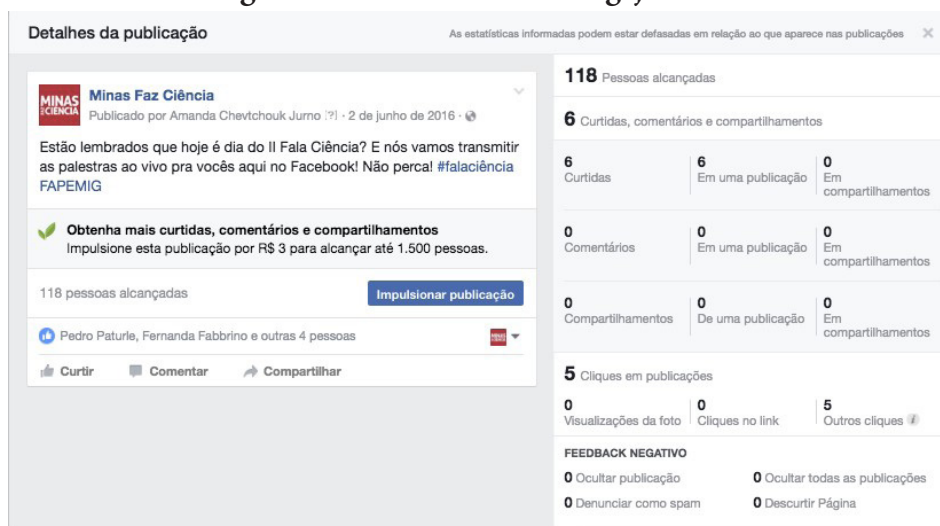 Detalhes da publicação
As estatísticas informadas podem estar defasadas em relação ao que aparece nas publicações
MINAS FAZ CIÊNCIA
Minas Faz Ciência
Publicado por Amanda Chevtchouk Jurno [?] · 2 de junho de 2016 ·
Estão lembrados que hoje é dia do II Fala Ciência? E nós vamos transmitir
as palestras ao vivo pra vocês aqui no Facebook! Não perca! #falaciência
FAPEMIG
Obtenha mais curtidas, comentários e compartilhamentos
Impulsione esta publicação por R$ 3 para alcançar até 1.500 pessoas.
118 pessoas alcançadas
Impulsionar publicação
Pedro Paturle, Fernanda Fabbrino e outras 4 pessoas
Curtir Comentar Compartilhar
118 Pessoas alcançadas
6 Curtidas, comentários e compartilhamentos
6 6 0
Curtidas Em uma publicação Em
compartilhamentos
0 0 0
Comentários Em uma publicação Em
compartilhamentos
0 0 0
Compartilhamentos De uma publicação Em
compartilhamentos
5 Cliques em publicações
0 0 5
Visualizações da foto Cliques no link Outros cliques i
FEEDBACK NEGATIVO
0 Ocultar publicação 0 Ocultar todas as publicações
0 Denunciar como spam 0 Descurtir Página